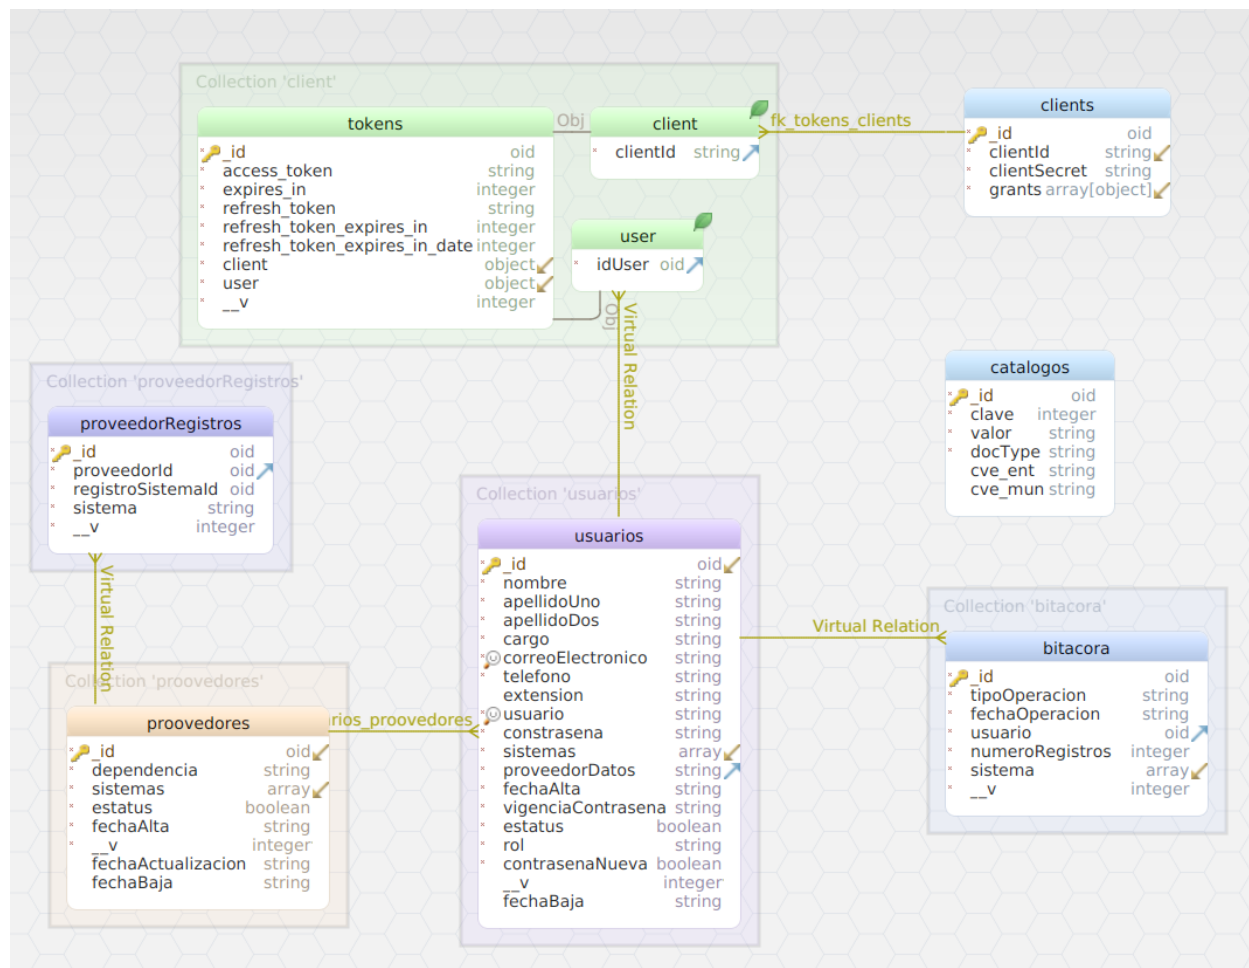 Collection 'client'
tokens
_id oid
access_token string
expires_in integer
refresh_token string
refresh_token_expires_in integer
refresh_token_expires_in_date integer
client object
user object
__v integer
Obj
client
clientId string
fk_tokens_clients
user
idUser oid
Obj
Virtual Relation
clients
_id oid
clientId string
clientSecret string
grants array[object]
Collection 'proveedorRegistros'
proveedorRegistros
_id oid
proveedorId oid
registroSistemaId oid
sistema string
__v integer
Virtual Relation
catalogos
_id oid
clave integer
valor string
docType string
cve_ent string
cve_mun string
Collection 'usuarios'
usuarios
_id oid
nombre string
apellidoUno string
apellidoDos string
cargo string
correoElectronico string
telefono string
extension string
usuario string
constrasena string
sistemas array
proveedorDatos string
fechaAlta string
vigenciaContrasena string
estatus boolean
rol string
contrasenaNueva boolean
__v integer
fechaBaja string
Virtual Relation
Collection 'bitacora'
bitacora
_id oid
tipoOperacion string
fechaOperacion string
usuario oid
numeroRegistros integer
sistema array
__v integer
Collection 'proovedores'
rios_proovedores
proovedores
_id oid
dependencia string
sistemas array
estatus boolean
fechaAlta string
__v integer
fechaActualizacion string
fechaBaja string